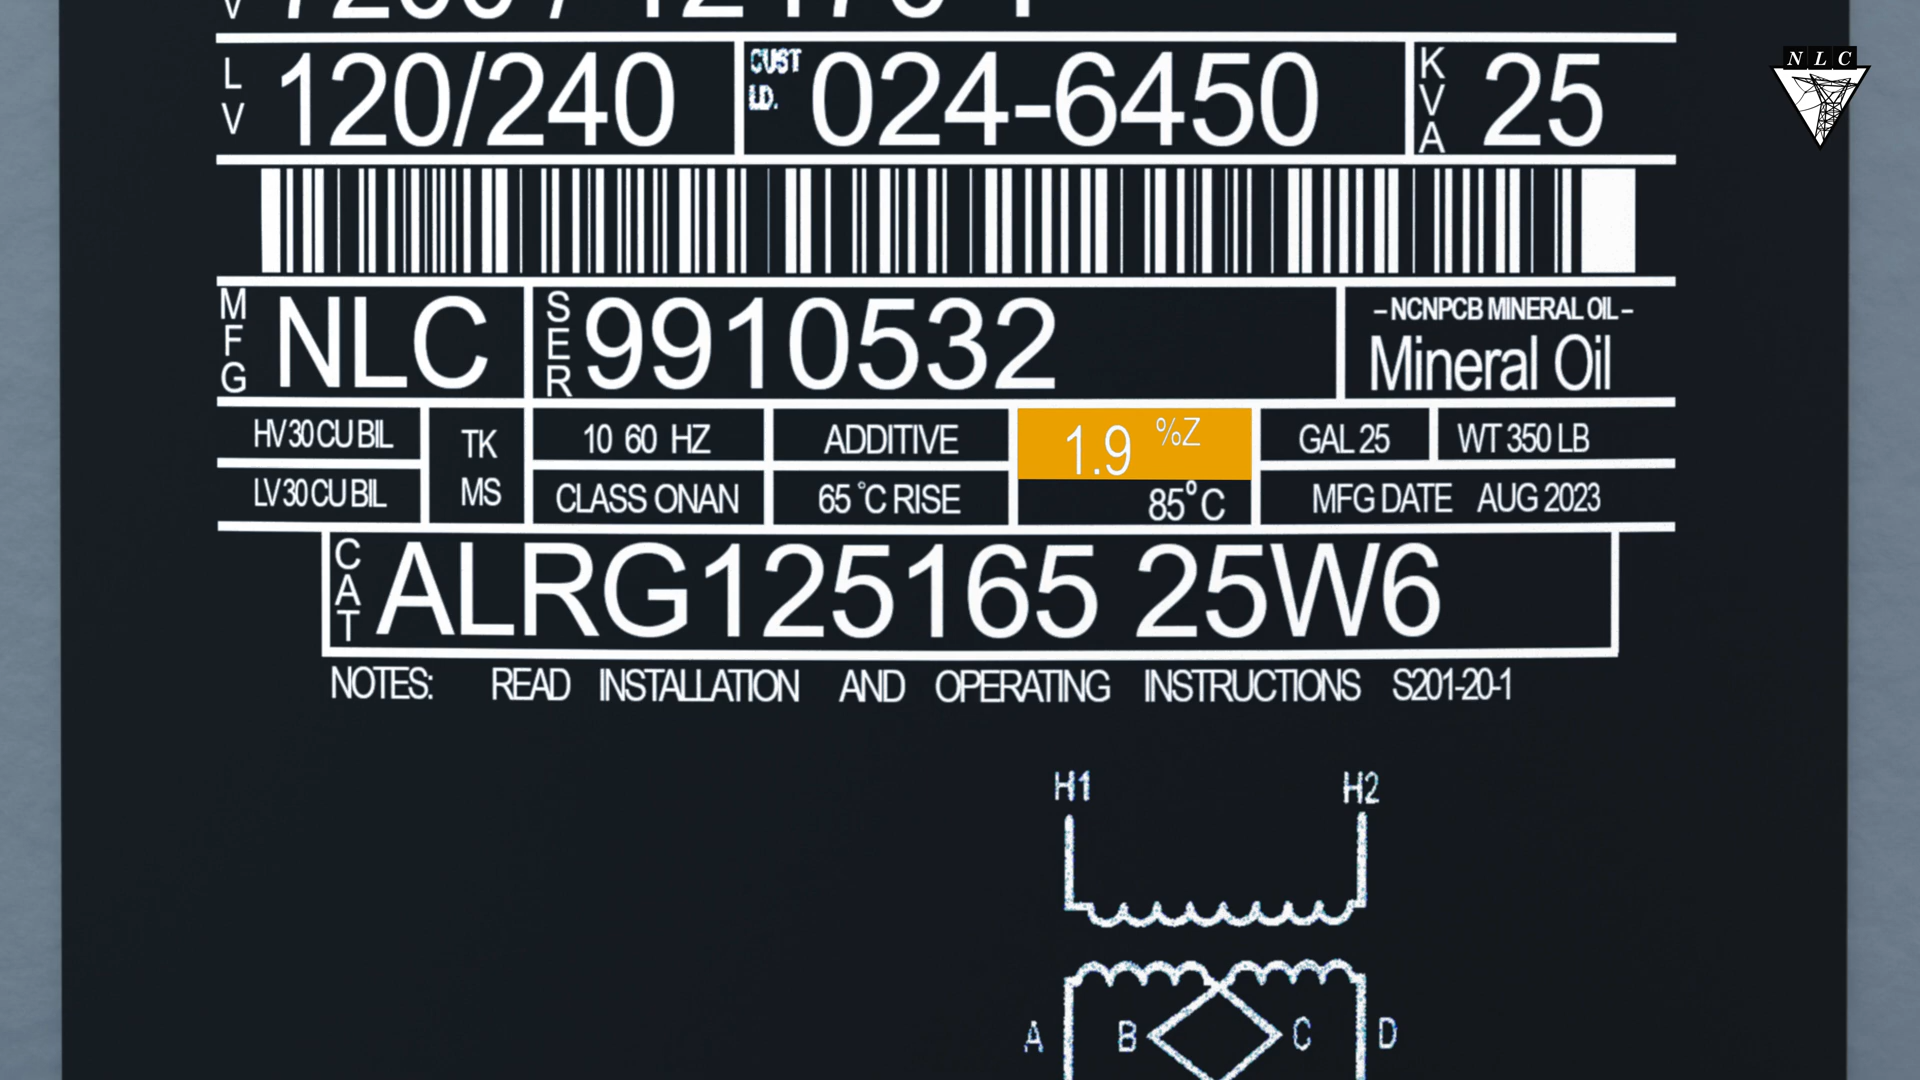 L V 120/240 CUST I.D. 024-6450 KVA 25
MFG NLC SER 9910532 –NCNPCB MINERAL OIL–
Mineral Oil
HV 30 CU BIL TK 10 60 HZ ADDITIVE 1.9 %Z GAL 25 WT 350 LB
LV 30 CU BIL MS CLASS ONAN 65 °C RISE 85°C MFG DATE AUG 2023
CAT ALRG125165 25W6
NOTES: READ INSTALLATION AND OPERATING INSTRUCTIONS S201-20-1
H1 H2
A B C D
NLC